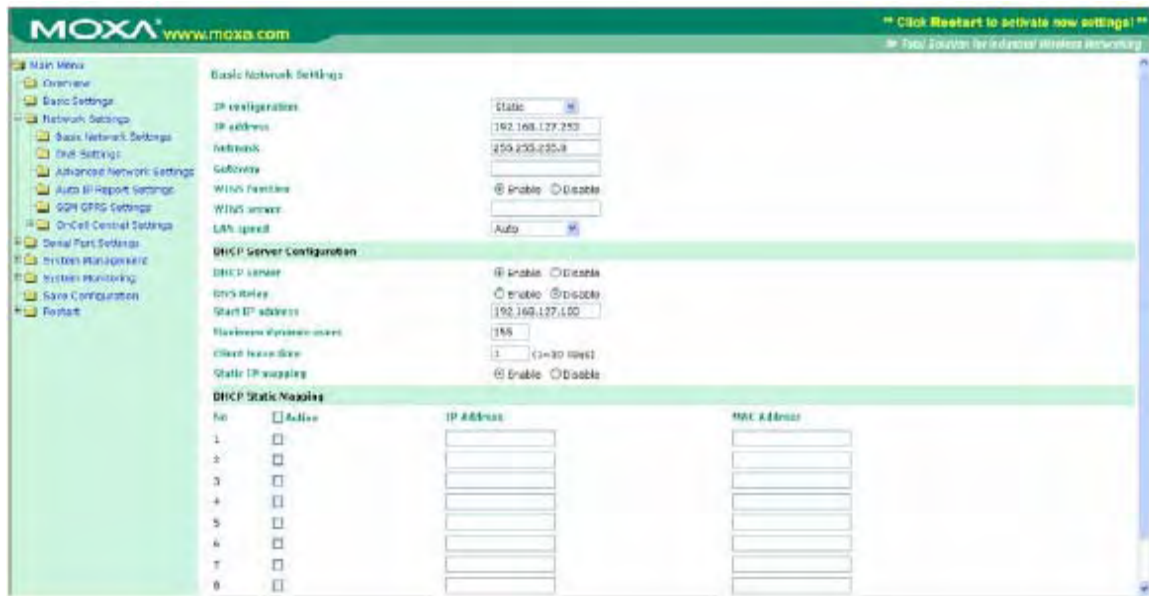 MOXA www.moxa.com
** Click Restart to activate new settings! **
Total Solution for Industrial Wireless Networking
Main Menu
Overview
Basic Settings
Network Settings
Basic Network Settings
DNS Settings
Advanced Network Settings
Auto IP Report Settings
GSM GPRS Settings
OnCell Central Settings
Serial Port Settings
System Management
System Monitoring
Save Configuration
Restart
Basic Network Settings
IP configuration Static
IP address 192.168.127.253
Netmask 255.255.255.0
Gateway
WINS function Enable Disable
WINS server
LAN speed Auto
DHCP Server Configuration
DHCP server Enable Disable
DNS Relay Enable Disable
Start IP address 192.168.127.100
Maximum dynamic users 155
Client lease time 1 (1-10 days)
Static IP mapping Enable Disable
DHCP Static Mapping
No Active IP Address MAC Address
1
2
3
4
5
6
7
8